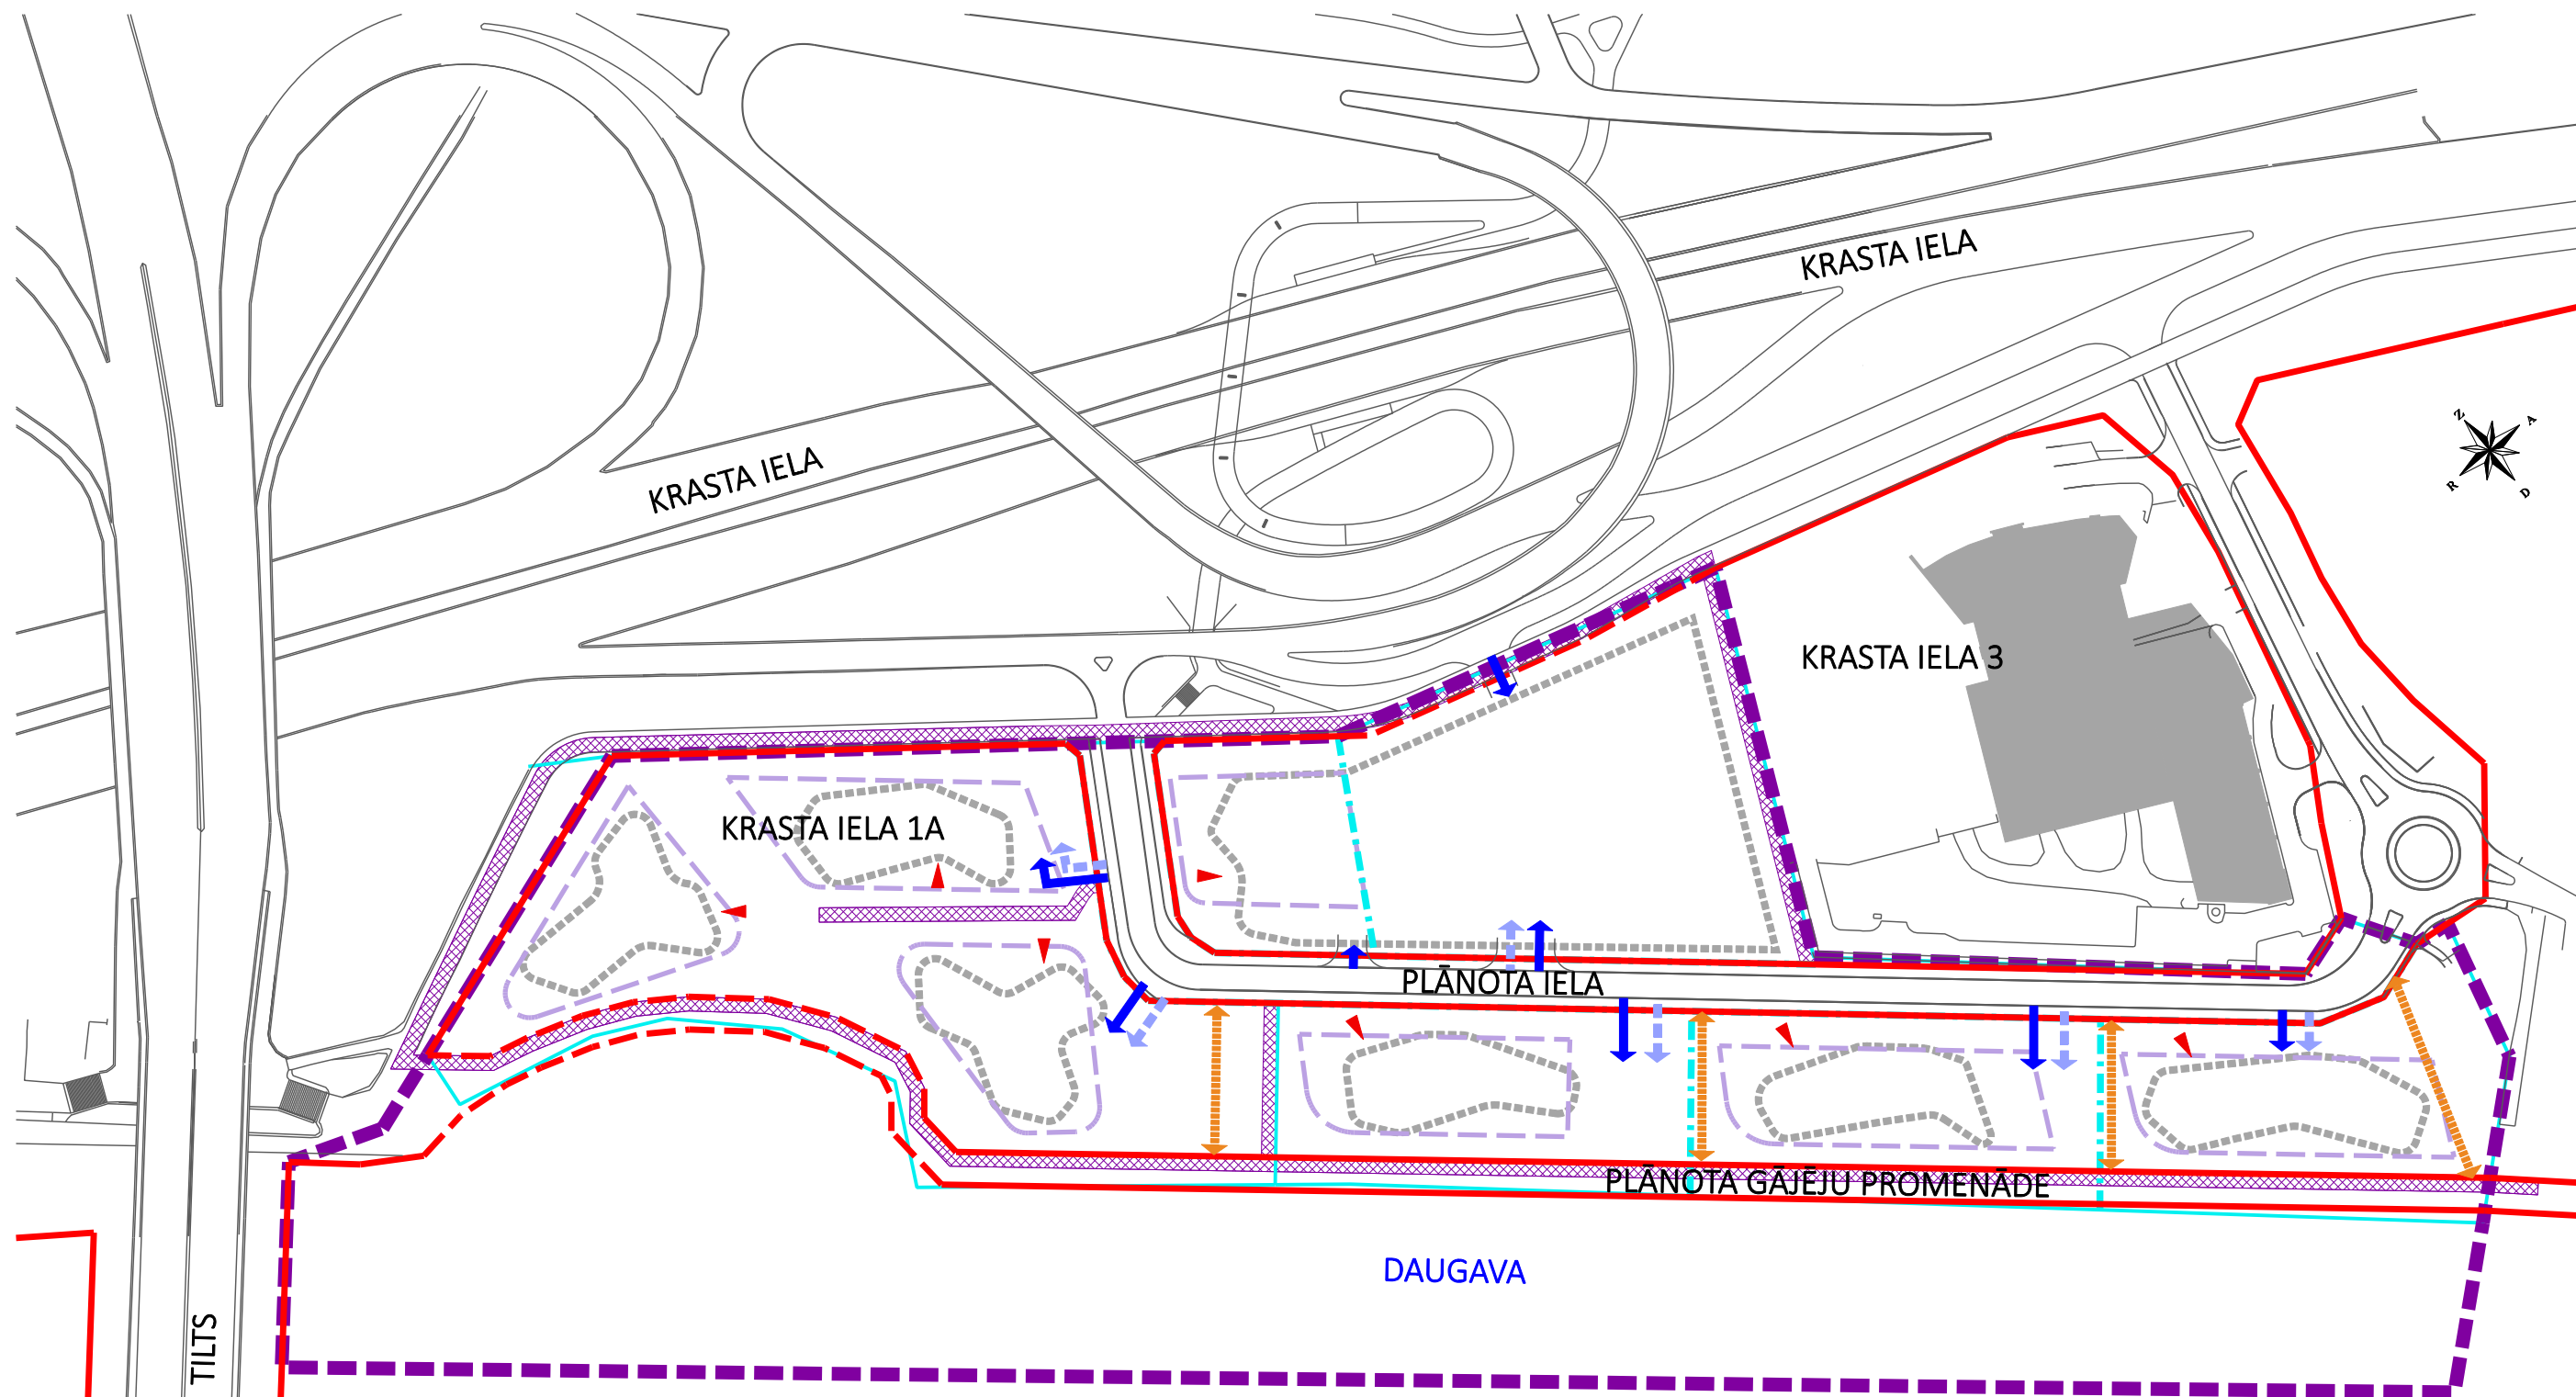 KRASTA IELA
Z
A
R
D
KRASTA IELA
KRASTA IELA 3
KRASTA IELA 1A
PLĀNOTA IELA
PLĀNOTA GĀJĒJU PROMENĀDE
DAUGAVA
TILTS